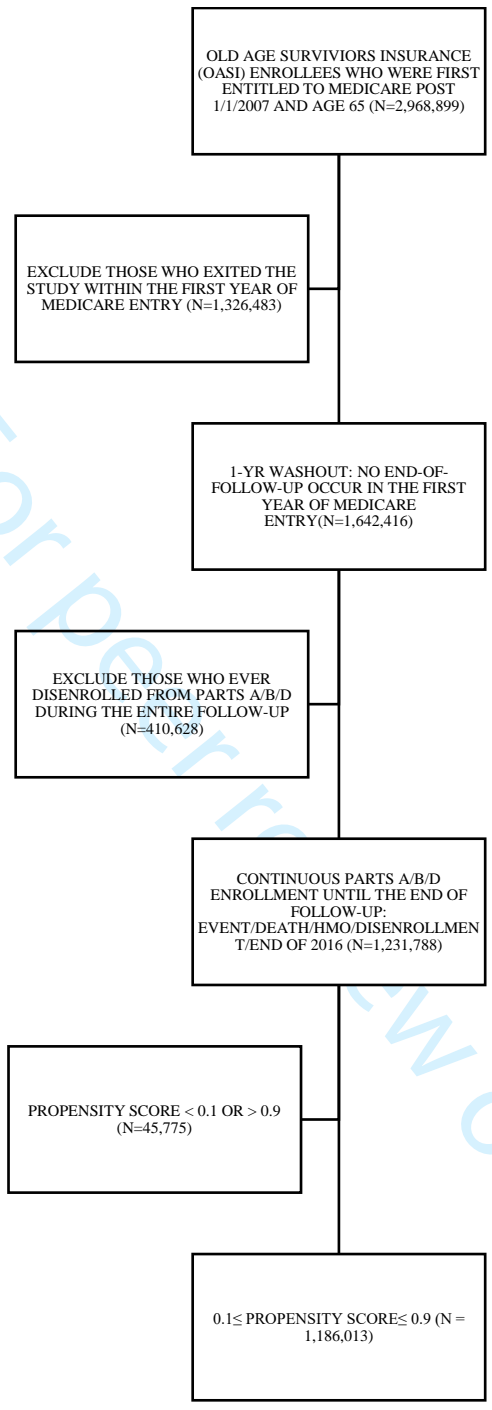 OLD AGE SURVIVIORS INSURANCE
(OASI) ENROLLEES WHO WERE FIRST
ENTITLED TO MEDICARE POST
1/1/2007 AND AGE 65 (N=2,968,899)
EXCLUDE THOSE WHO EXITED THE
STUDY WITHIN THE FIRST YEAR OF
MEDICARE ENTRY (N=1,326,483)
1-YR WASHOUT: NO END-OF-
FOLLOW-UP OCCUR IN THE FIRST
YEAR OF MEDICARE
ENTRY(N=1,642,416)
EXCLUDE THOSE WHO EVER
DISENROLLED FROM PARTS A/B/D
DURING THE ENTIRE FOLLOW-UP
(N=410,628)
CONTINUOUS PARTS A/B/D
ENROLLMENT UNTIL THE END OF
FOLLOW-UP:
EVENT/DEATH/HMO/DISENROLLMEN
T/END OF 2016 (N=1,231,788)
PROPENSITY SCORE < 0.1 OR > 0.9
(N=45,775)
0.1≤ PROPENSITY SCORE≤ 0.9 (N =
1,186,013)
For peer review o